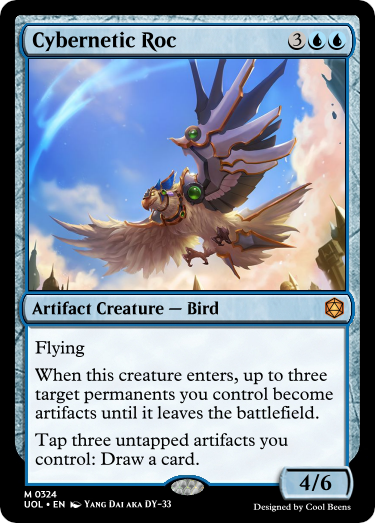 Cybernetic Roc 3
Artifact Creature — Bird
Flying
When this creature enters, up to three
target permanents you control become
artifacts until it leaves the battlefield.
Tap three untapped artifacts you
control: Draw a card.
4/6
M 0324
UOL • EN Yang Dai aka DY-33
Designed by Cool Beens